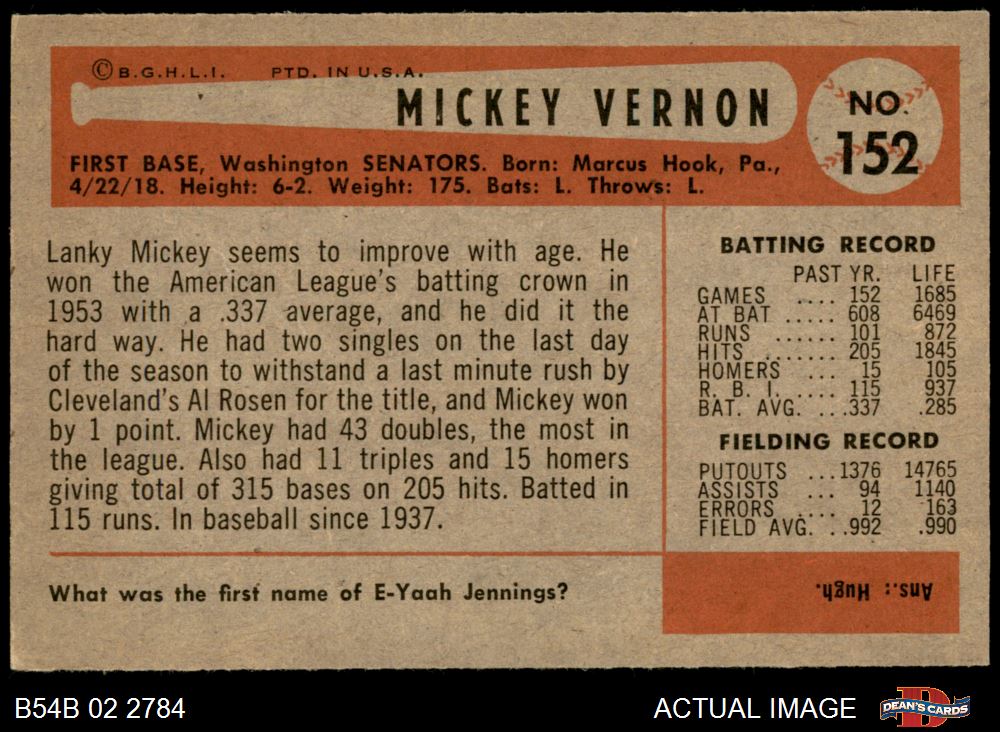 © B.G.H.L.I. PTD. IN U.S.A.
MICKEY VERNON
NO.
152
FIRST BASE, Washington SENATORS. Born: Marcus Hook, Pa.,
4/22/18. Height: 6-2. Weight: 175. Bats: L. Throws: L.
Lanky Mickey seems to improve with age. He
won the American League's batting crown in
1953 with a .337 average, and he did it the
hard way. He had two singles on the last day
of the season to withstand a last minute rush by
Cleveland's Al Rosen for the title, and Mickey won
by 1 point. Mickey had 43 doubles, the most in
the league. Also had 11 triples and 15 homers
giving total of 315 bases on 205 hits. Batted in
115 runs. In baseball since 1937.
BATTING RECORD
PAST YR. LIFE
GAMES .... 152 1685
AT BAT ..... 608 6469
RUNS ...... 101 872
HITS ....... 205 1845
HOMERS ... 15 105
R. B. I. ..... 115 937
BAT. AVG. ...337 .285
FIELDING RECORD
PUTOUTS ...1376 14765
ASSISTS ... 94 1140
ERRORS .... 12 163
FIELD AVG. ..992 .990
What was the first name of E-Yaah Jennings?
Ans.: Hugh.
B54B 02 2784
ACTUAL IMAGE
D
DEAN'S CARDS